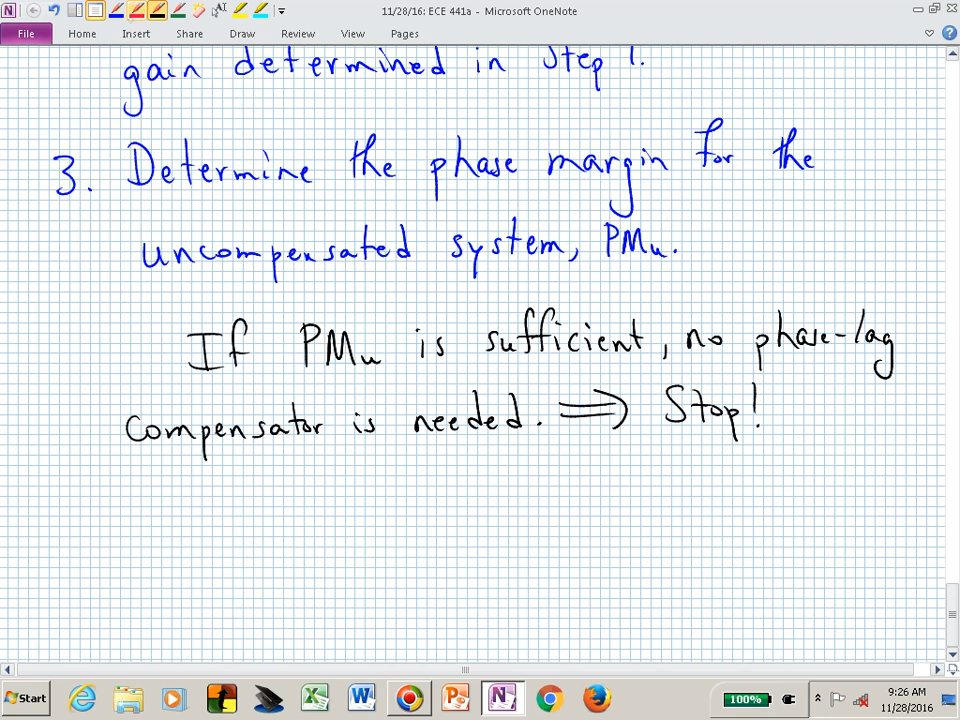 11/28/16: ECE 441a - Microsoft OneNote
File Home Insert Share Draw Review View Pages
gain determined in Step 1.
3. Determine the phase margin for the
uncompensated system, PMu.
If PMu is sufficient, no phase-lag
compensator is needed. ⇒ Stop!
Start
100%
9:26 AM
11/28/2016